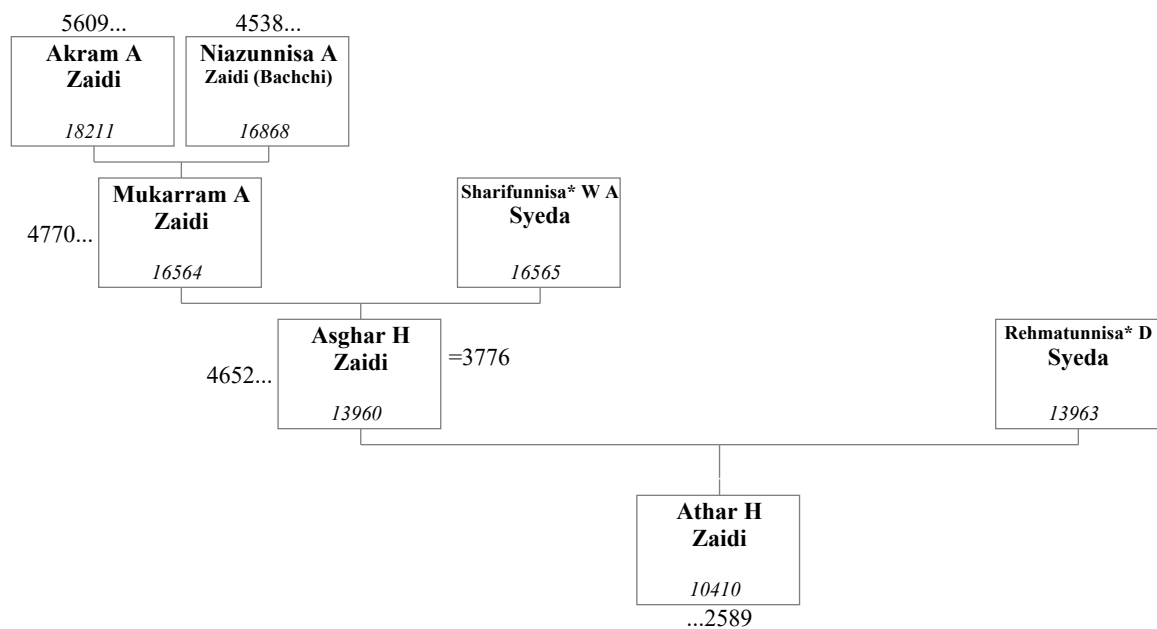 5609...
4538...
Akram A
Zaidi
18211
Niazunnisa A
Zaidi (Bachchi)
16868
4770...
Mukarram A
Zaidi
16564
Sharifunnisa* W A
Syeda
16565
4652...
Asghar H
Zaidi
13960
=3776
Rehmatunnisa* D
Syeda
13963
Athar H
Zaidi
10410
...2589